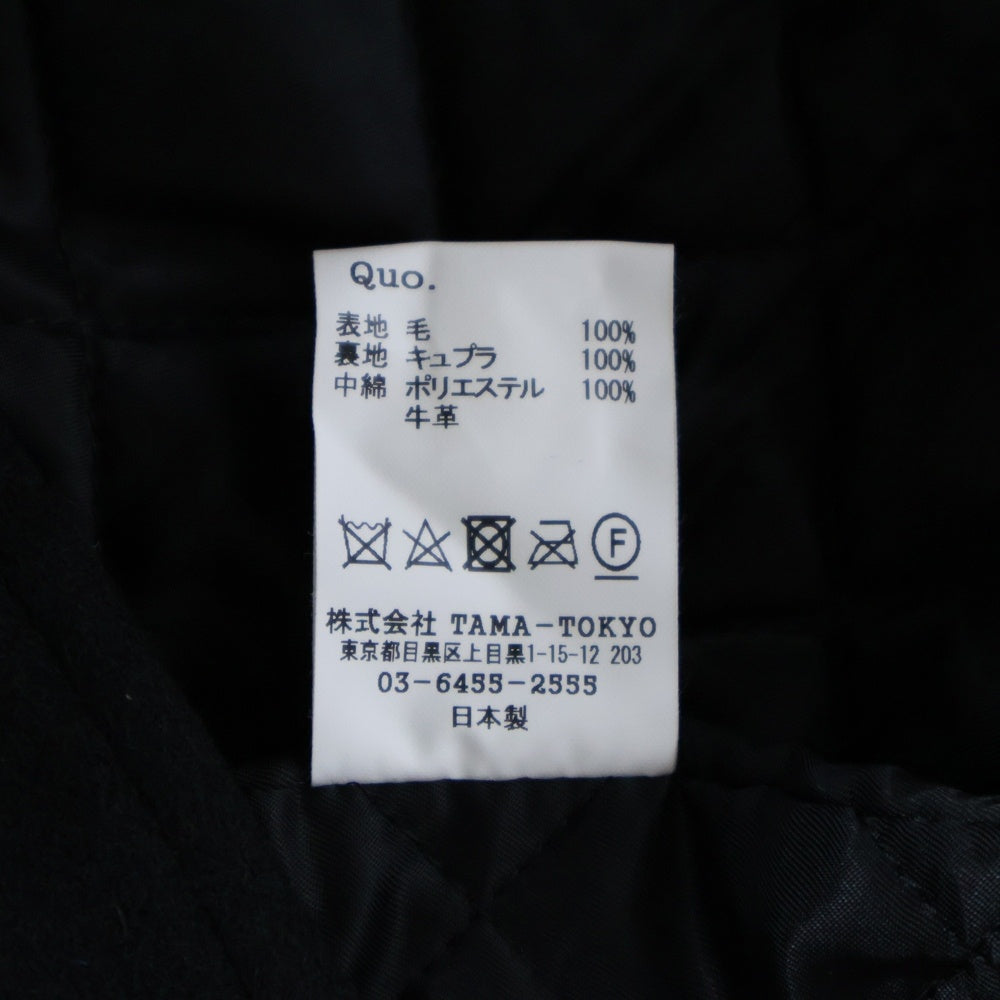 Quo.
表地 毛 100%
裏地 キュプラ 100%
中綿 ポリエステル 100%
牛革
F
株式会社 TAMA-TOKYO
東京都目黒区上目黒1-15-12 203
03-6455-2555
日本製